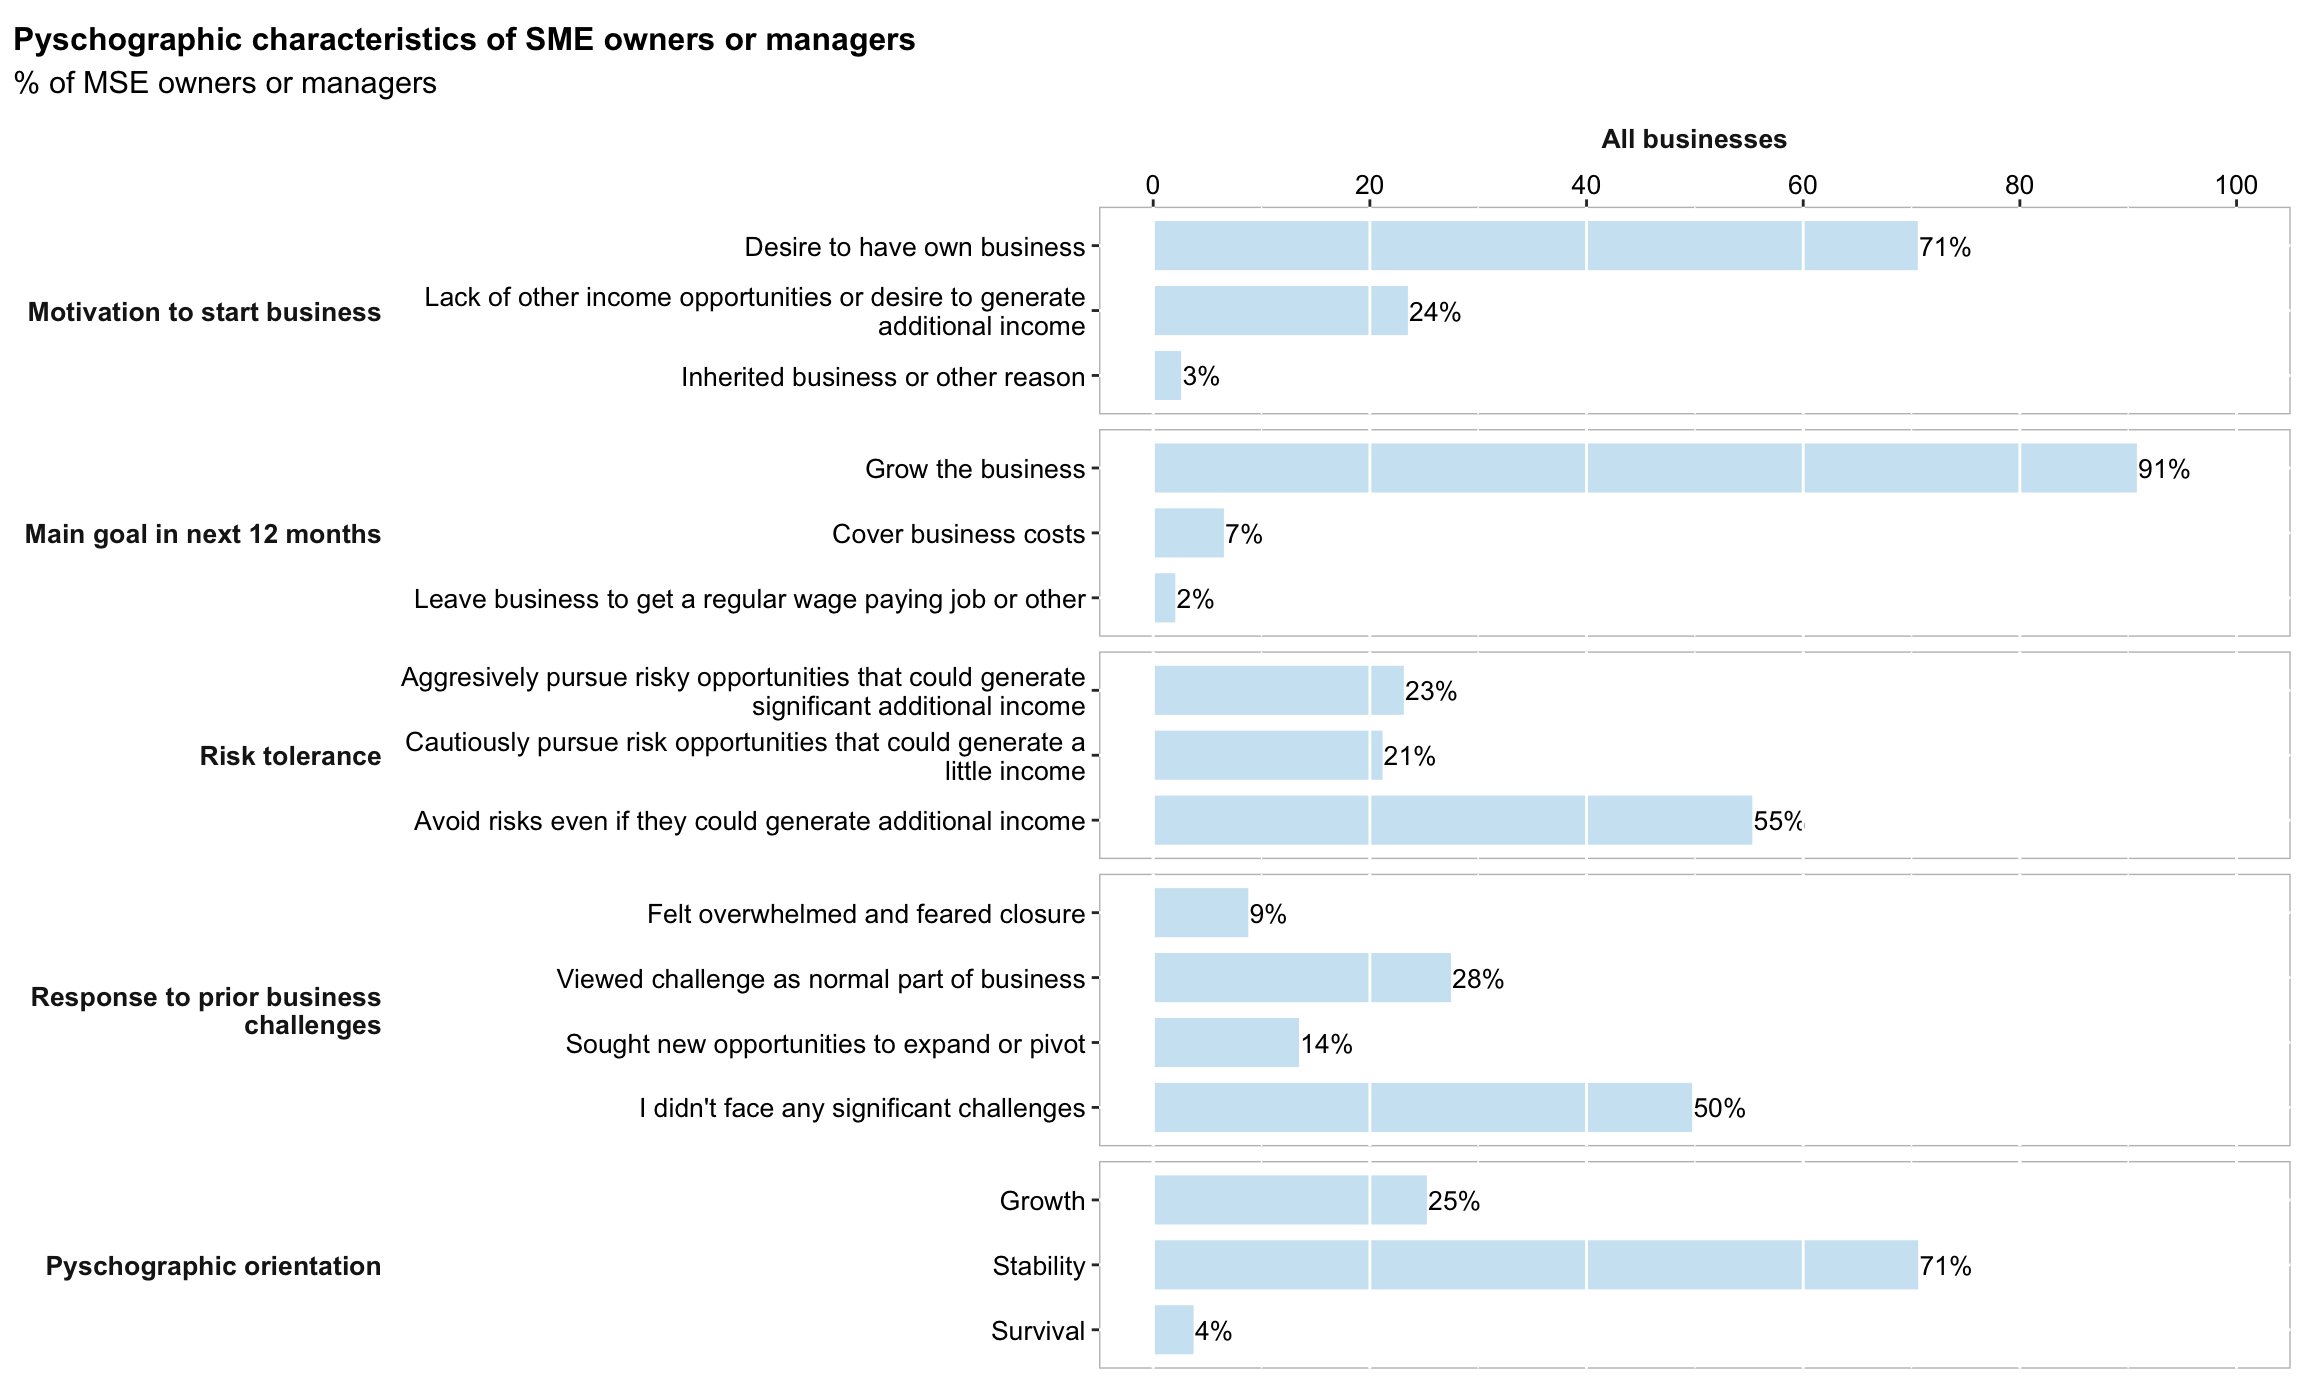 Pyschographic characteristics of SME owners or managers
% of MSE owners or managers
All businesses
0 20 40 60 80 100
Motivation to start business
Desire to have own business
71%
Lack of other income opportunities or desire to generate
additional income
24%
Inherited business or other reason
3%
Main goal in next 12 months
Grow the business
91%
Cover business costs
7%
Leave business to get a regular wage paying job or other
2%
Risk tolerance
Aggresively pursue risky opportunities that could generate
significant additional income
23%
Cautiously pursue risk opportunities that could generate a
little income
21%
Avoid risks even if they could generate additional income
55%
Response to prior business
challenges
Felt overwhelmed and feared closure
9%
Viewed challenge as normal part of business
28%
Sought new opportunities to expand or pivot
14%
I didn't face any significant challenges
50%
Pyschographic orientation
Growth
25%
Stability
71%
Survival
4%